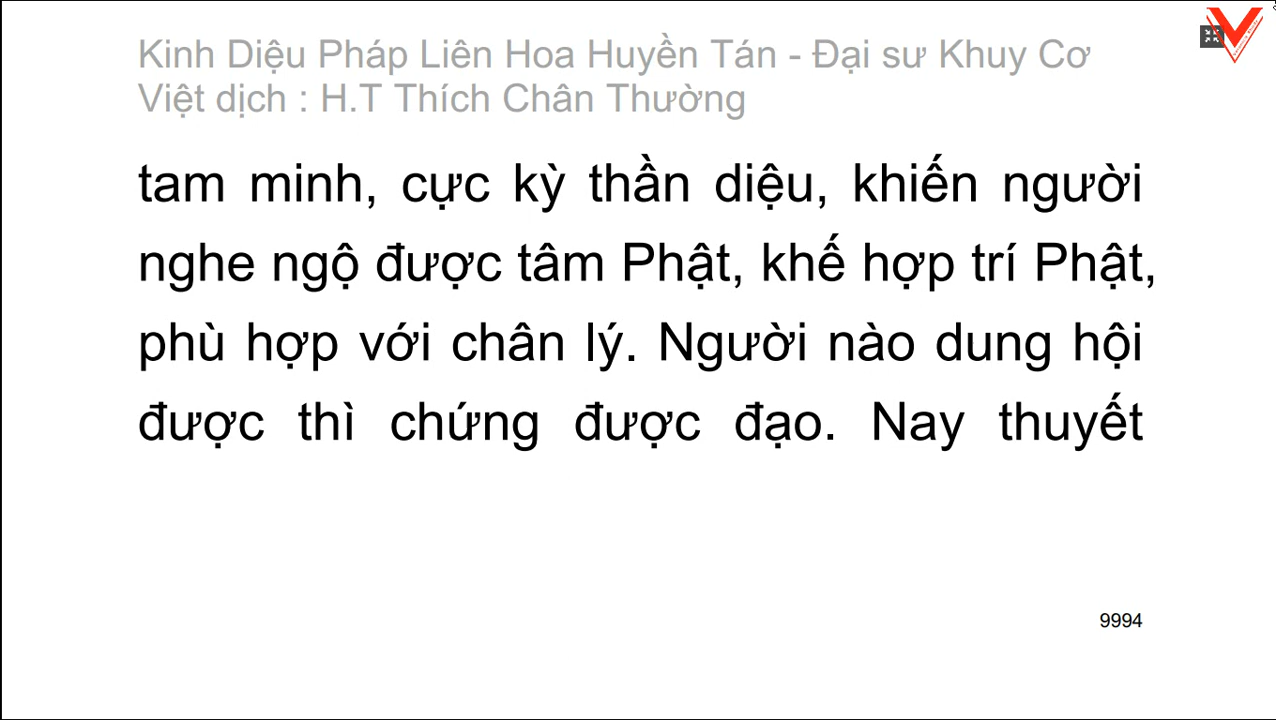 Kinh Diệu Pháp Liên Hoa Huyền Tán - Đại sư Khuy Cơ
Việt dịch : H.T Thích Chân Thường
tam minh, cực kỳ thần diệu, khiến người
nghe ngộ được tâm Phật, khế hợp trí Phật,
phù hợp với chân lý. Người nào dung hội
được thì chứng được đạo. Nay thuyết
9994